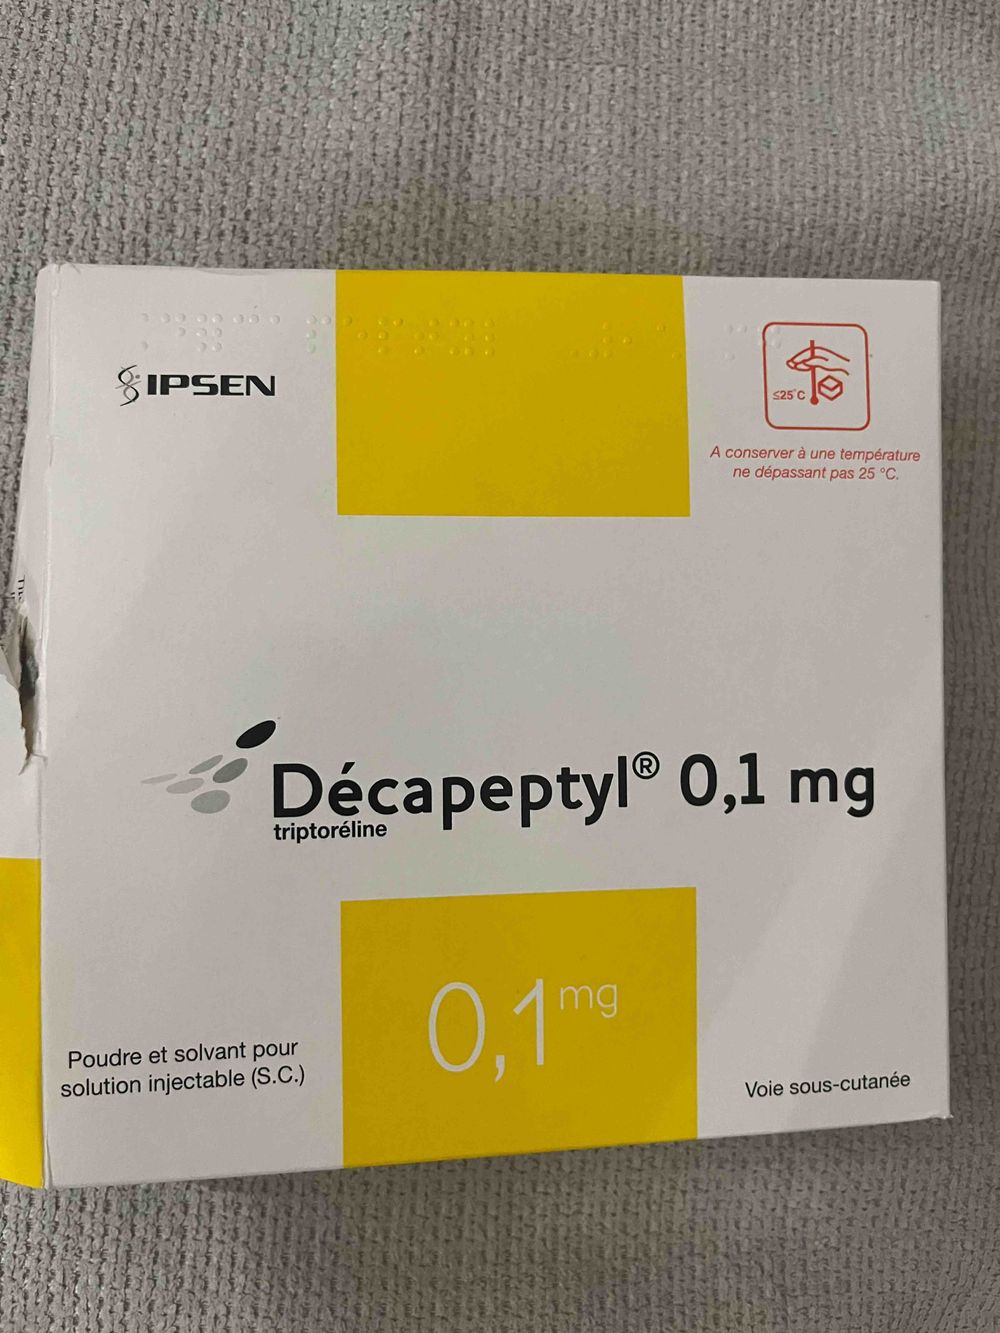 IPSEN
≤25°C
A conserver à une température
ne dépassant pas 25 °C.
Décapeptyl® 0,1 mg
triptoréline
0,1 mg
Poudre et solvant pour
solution injectable (S.C.)
Voie sous-cutanée